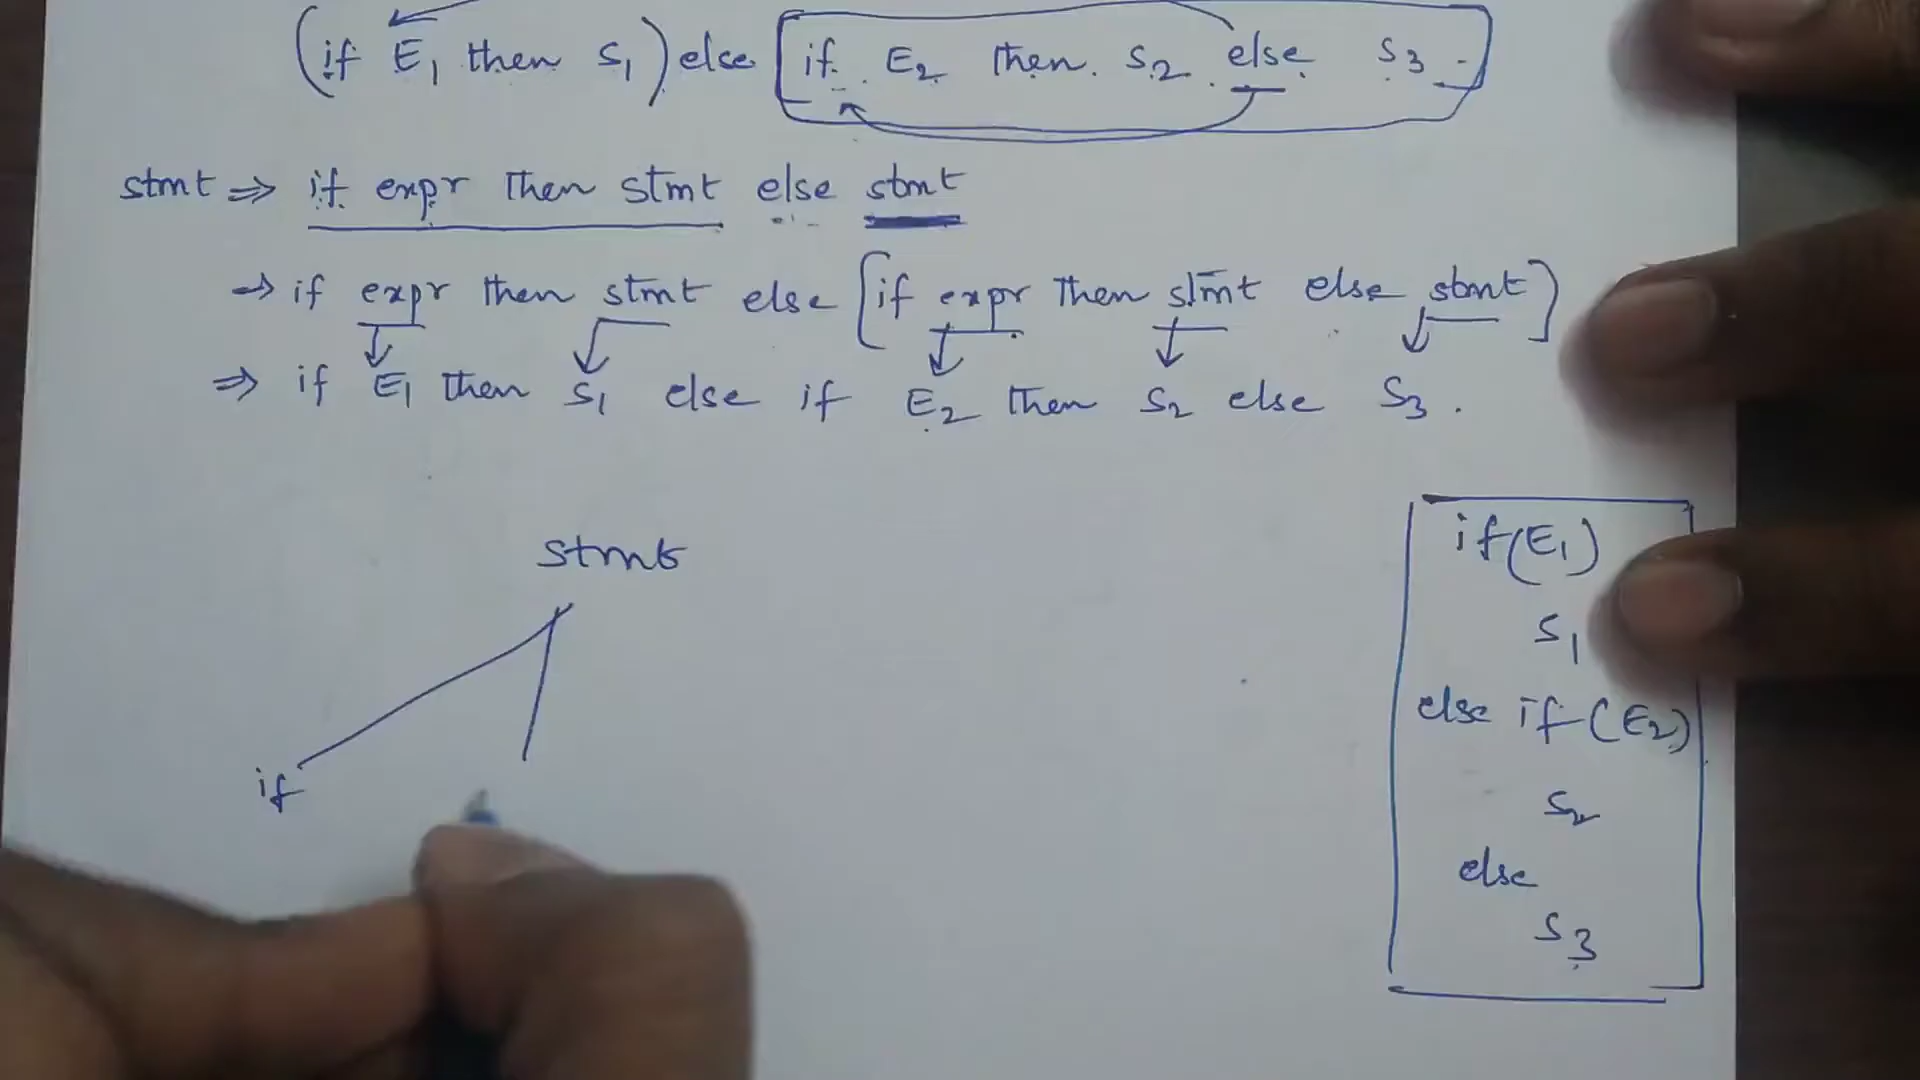 (if E1 then S1) else [if E2 then S2 else S3.
stmt ⇒ if expr then stmt else stmt
⇒ if expr then stmt else [if expr then stmt else stmt]
⇒ if E1 then S1 else if E2 then S2 else S3.
stmt
if
if(E1)
S1
else if (E2)
S2
else
S3